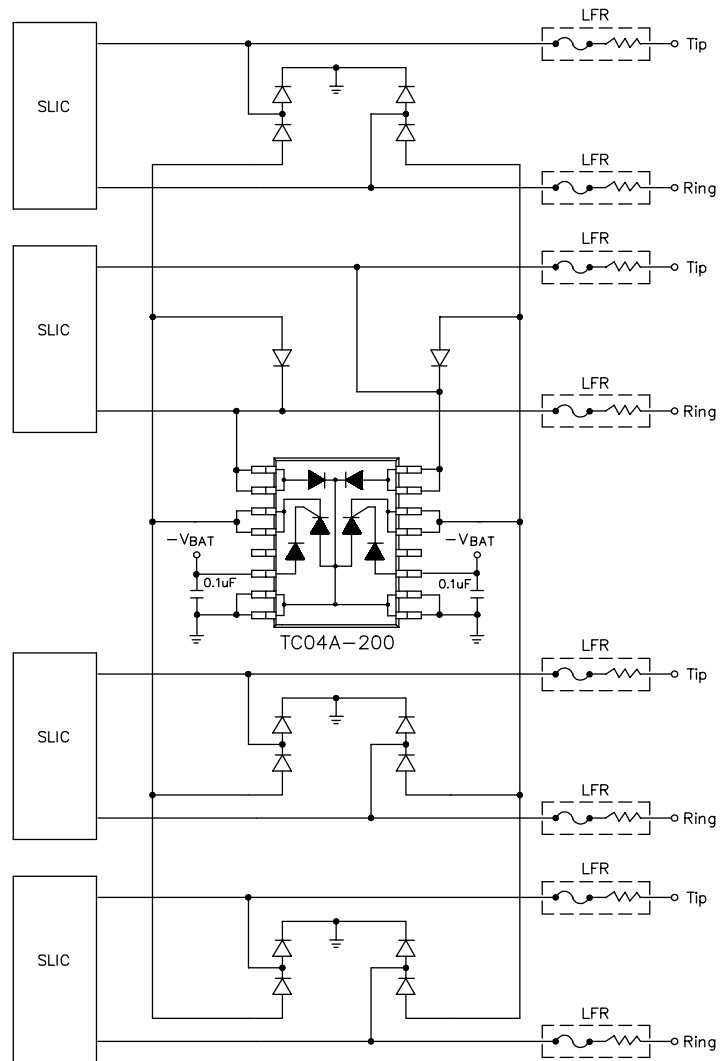 LFR
Tip
SLIC
LFR
Ring
LFR
Tip
SLIC
LFR
Ring
-VBAT
-VBAT
0.1uF
0.1uF
TC04A-200
LFR
Tip
SLIC
LFR
Ring
LFR
Tip
SLIC
LFR
Ring